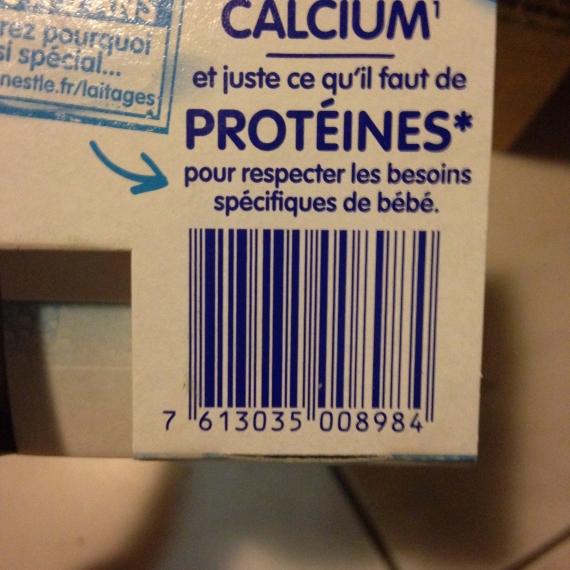 rez pourquoi
si spécial...
nestle.fr/laitages
CALCIUM¹
et juste ce qu'il faut de
PROTÉINES*
pour respecter les besoins
spécifiques de bébé.
7 613035 008984